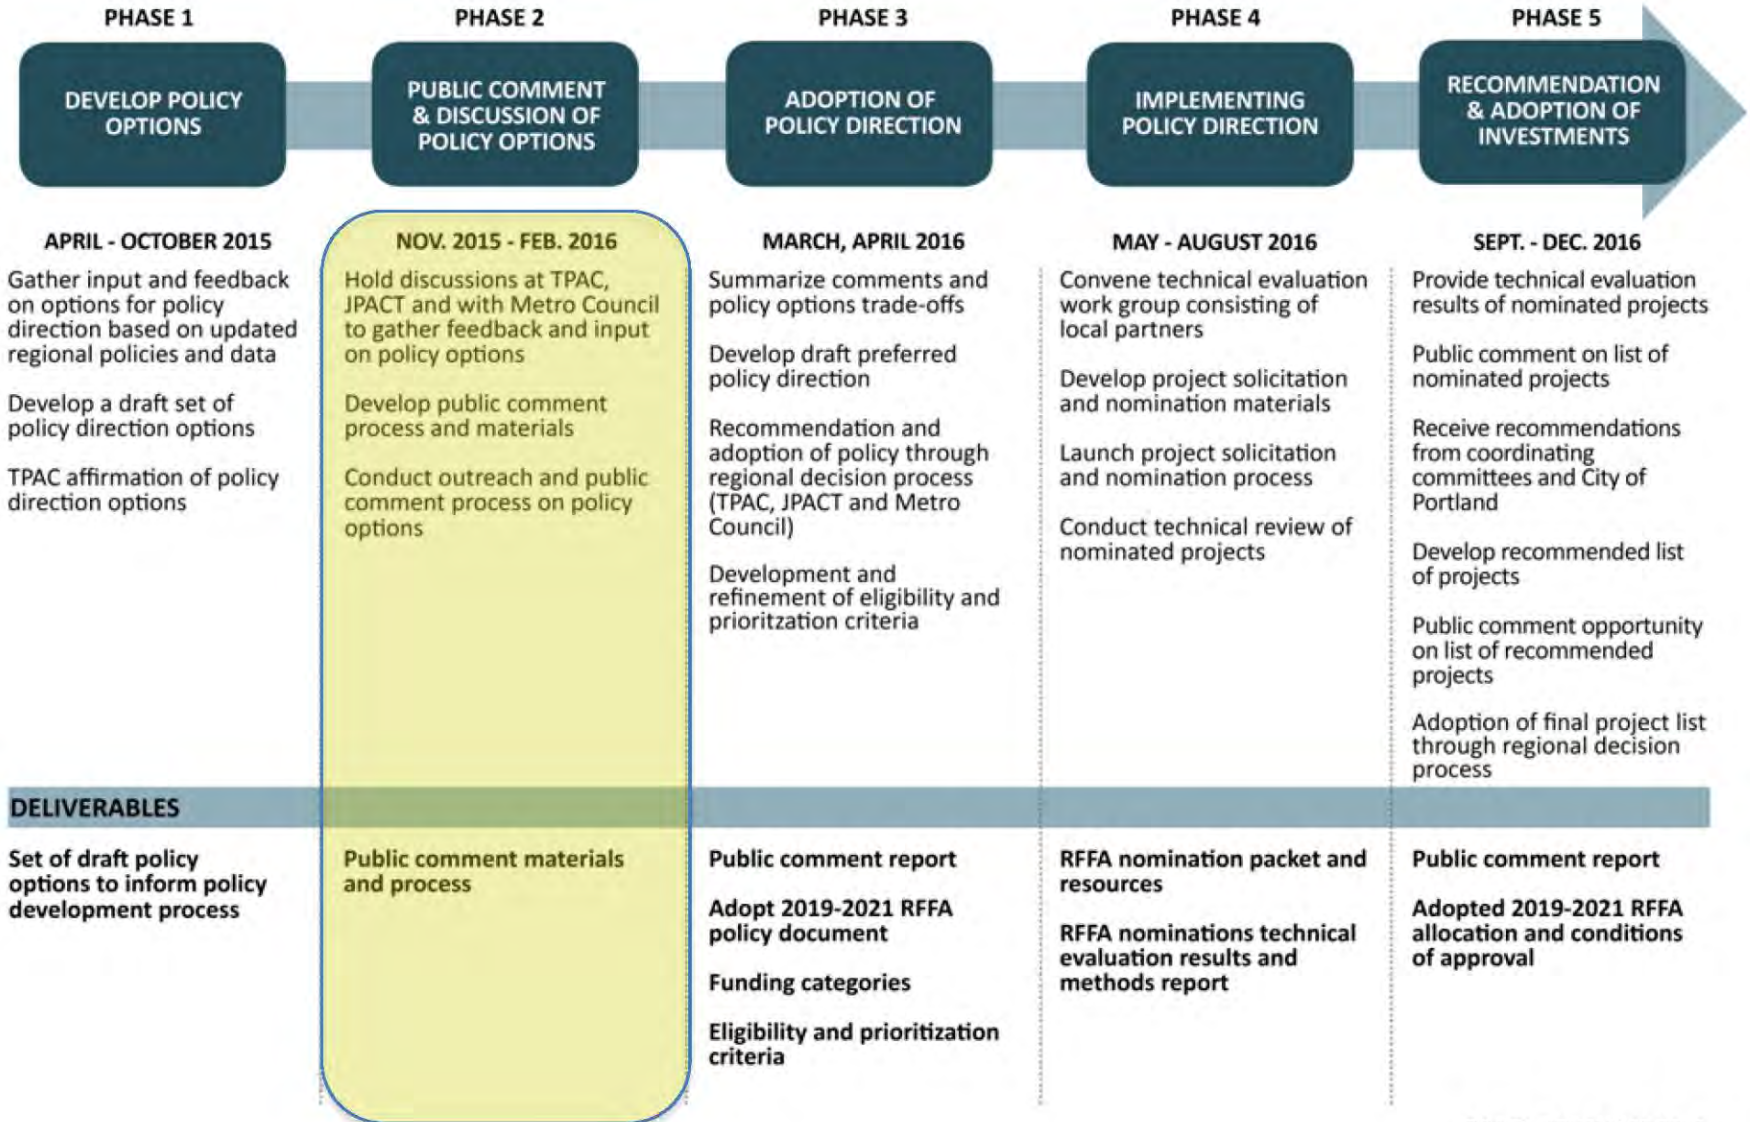 PHASE 1
DEVELOP POLICY
OPTIONS
APRIL - OCTOBER 2015
Gather input and feedback
on options for policy
direction based on updated
regional policies and data
Develop a draft set of
policy direction options
TPAC affirmation of policy
direction options
PHASE 2
PUBLIC COMMENT
& DISCUSSION OF
POLICY OPTIONS
NOV. 2015 - FEB. 2016
Hold discussions at TPAC,
JPACT and with Metro Council
to gather feedback and input
on policy options
Develop public comment
process and materials
Conduct outreach and public
comment process on policy
options
PHASE 3
ADOPTION OF
POLICY DIRECTION
MARCH, APRIL 2016
Summarize comments and
policy options trade-offs
Develop draft preferred
policy direction
Recommendation and
adoption of policy through
regional decision process
(TPAC, JPACT and Metro
Council)
Development and
refinement of eligibility and
prioritzation criteria
PHASE 4
IMPLEMENTING
POLICY DIRECTION
MAY - AUGUST 2016
Convene technical evaluation
work group consisting of
local partners
Develop project solicitation
and nomination materials
Launch project solicitation
and nomination process
Conduct technical review of
nominated projects
PHASE 5
RECOMMENDATION
& ADOPTION OF
INVESTMENTS
SEPT. - DEC. 2016
Provide technical evaluation
results of nominated projects
Public comment on list of
nominated projects
Receive recommendations
from coordinating
committees and City of
Portland
Develop recommended list
of projects
Public comment opportunity
on list of recommended
projects
Adoption of final project list
through regional decision
process
DELIVERABLES
Set of draft policy
options to inform policy
development process
Public comment materials
and process
Public comment report
Adopt 2019-2021 RFFA
policy document
Funding categories
Eligibility and prioritization
criteria
RFFA nomination packet and
resources
RFFA nominations technical
evaluation results and
methods report
Public comment report
Adopted 2019-2021 RFFA
allocation and conditions
of approval